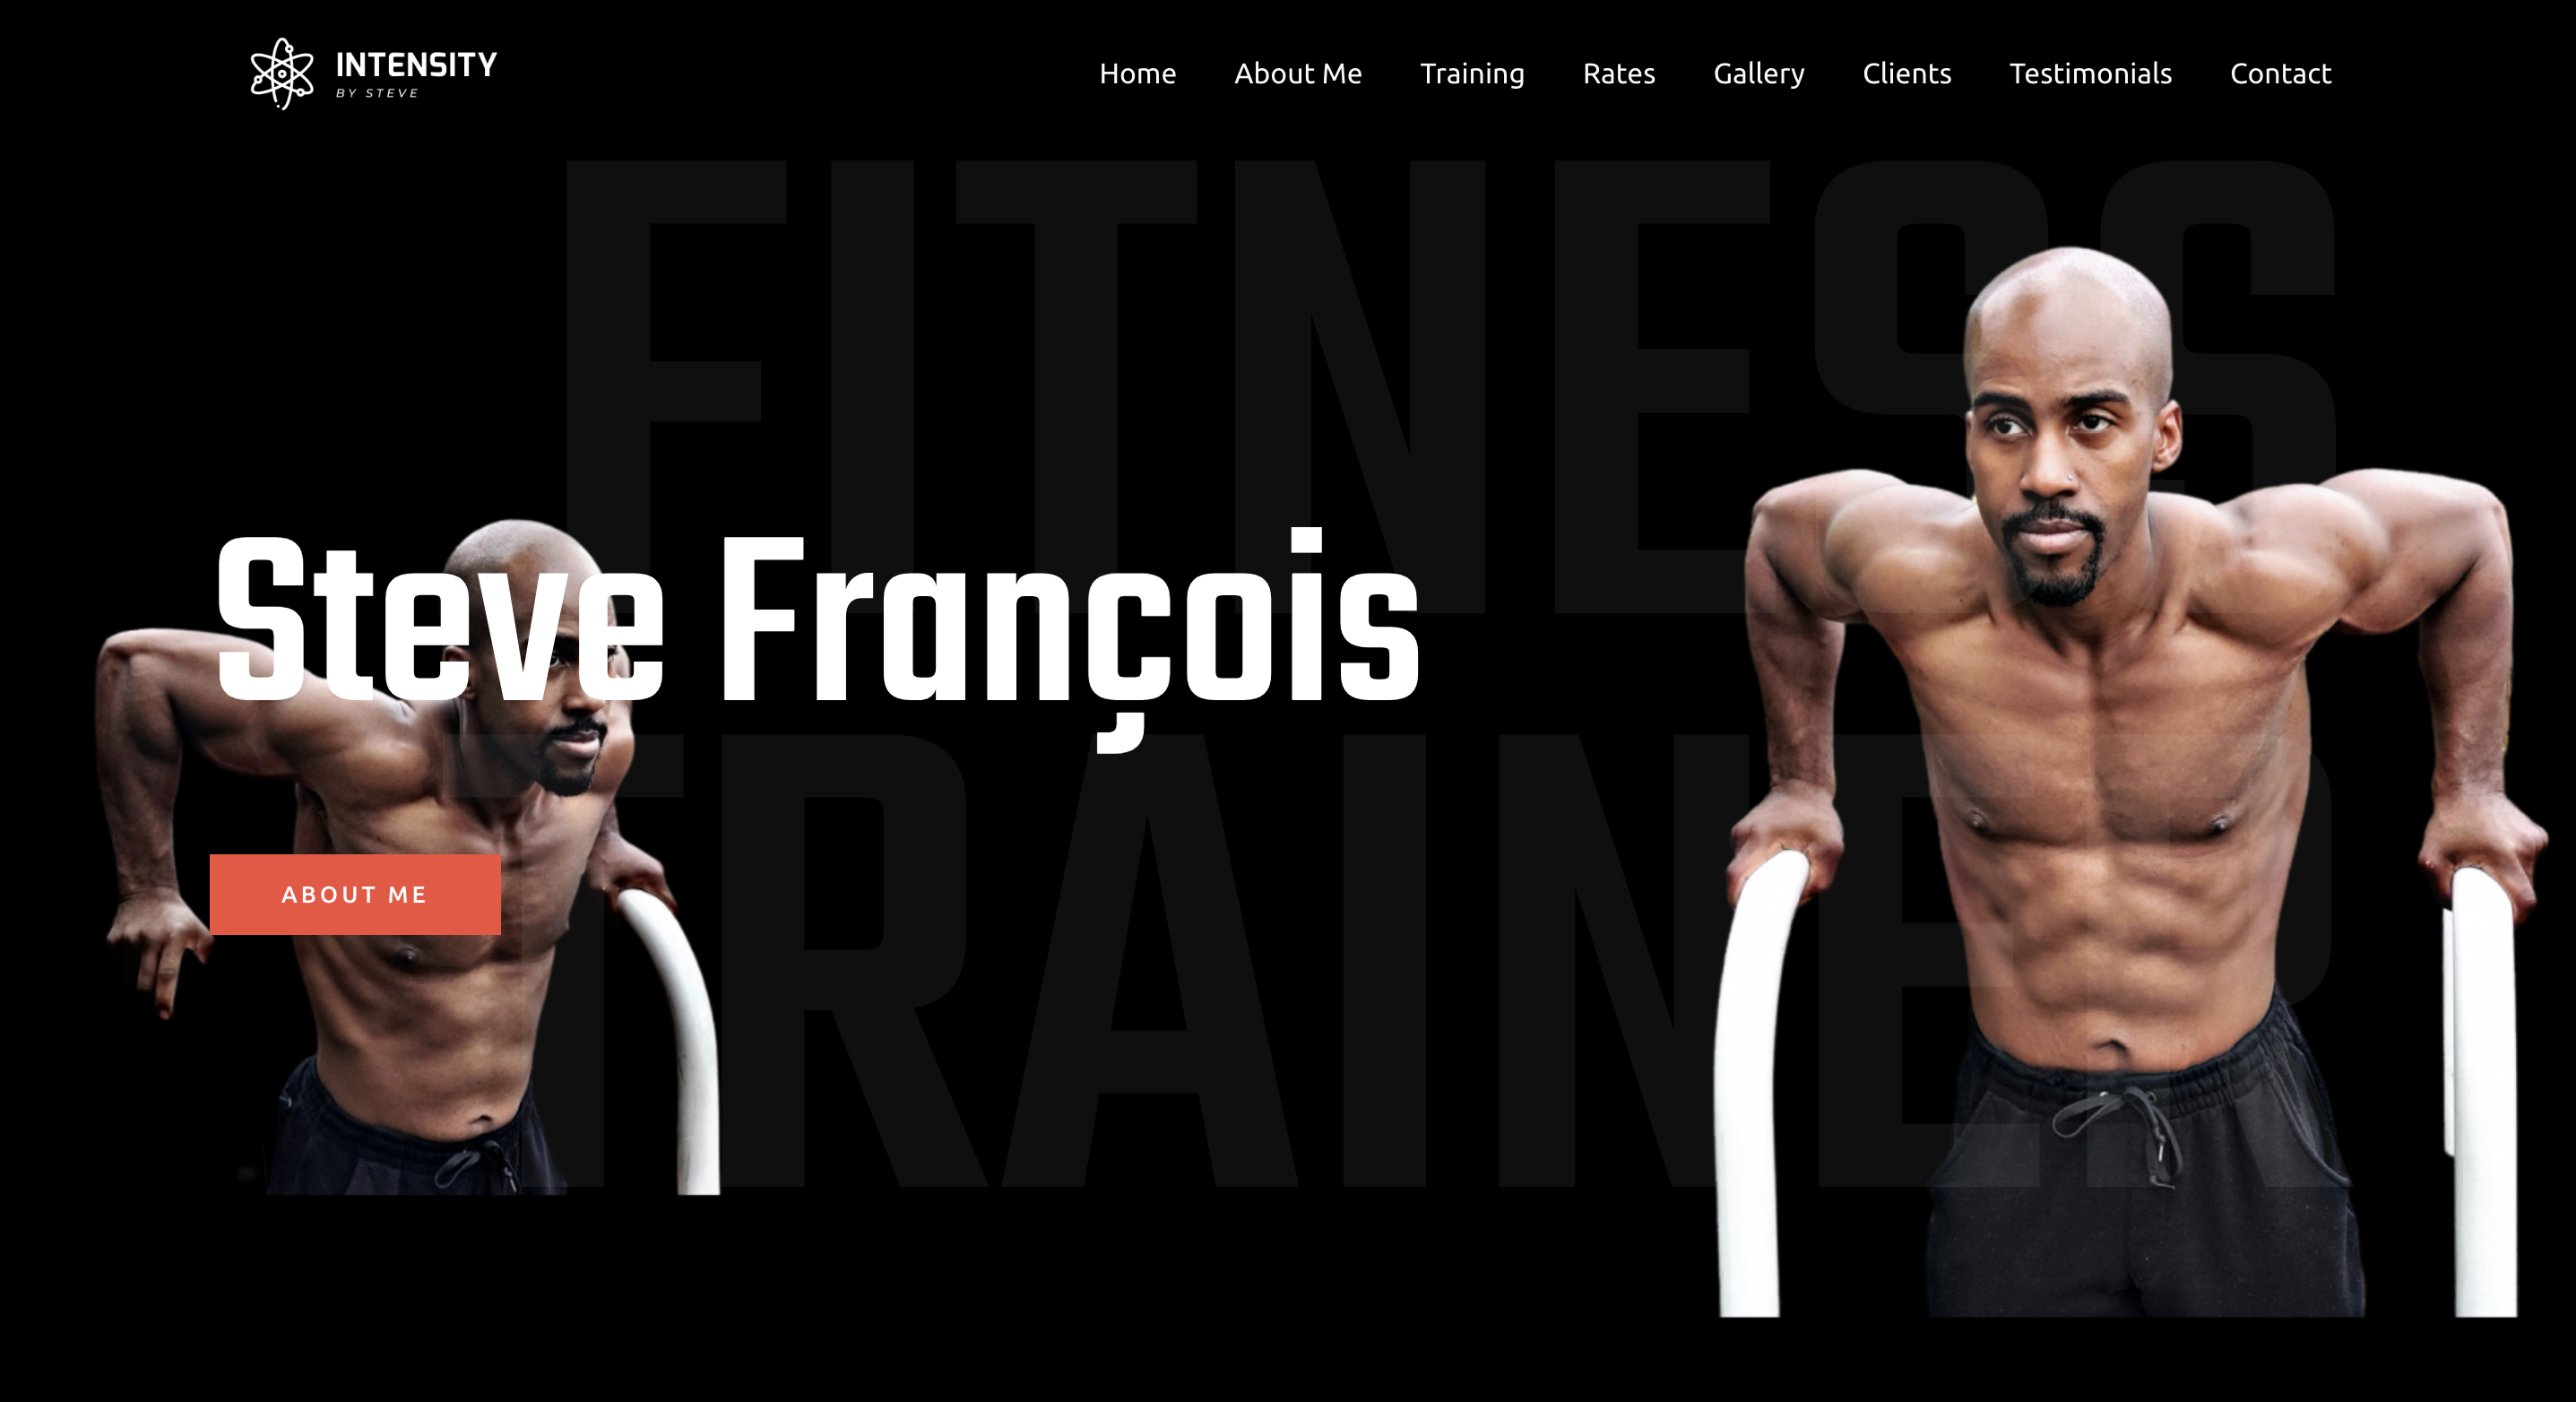 INTENSITY
BY STEVE
Home About Me Training Rates Gallery Clients Testimonials Contact
FITNESS
Steve François
TRAINER
ABOUT ME